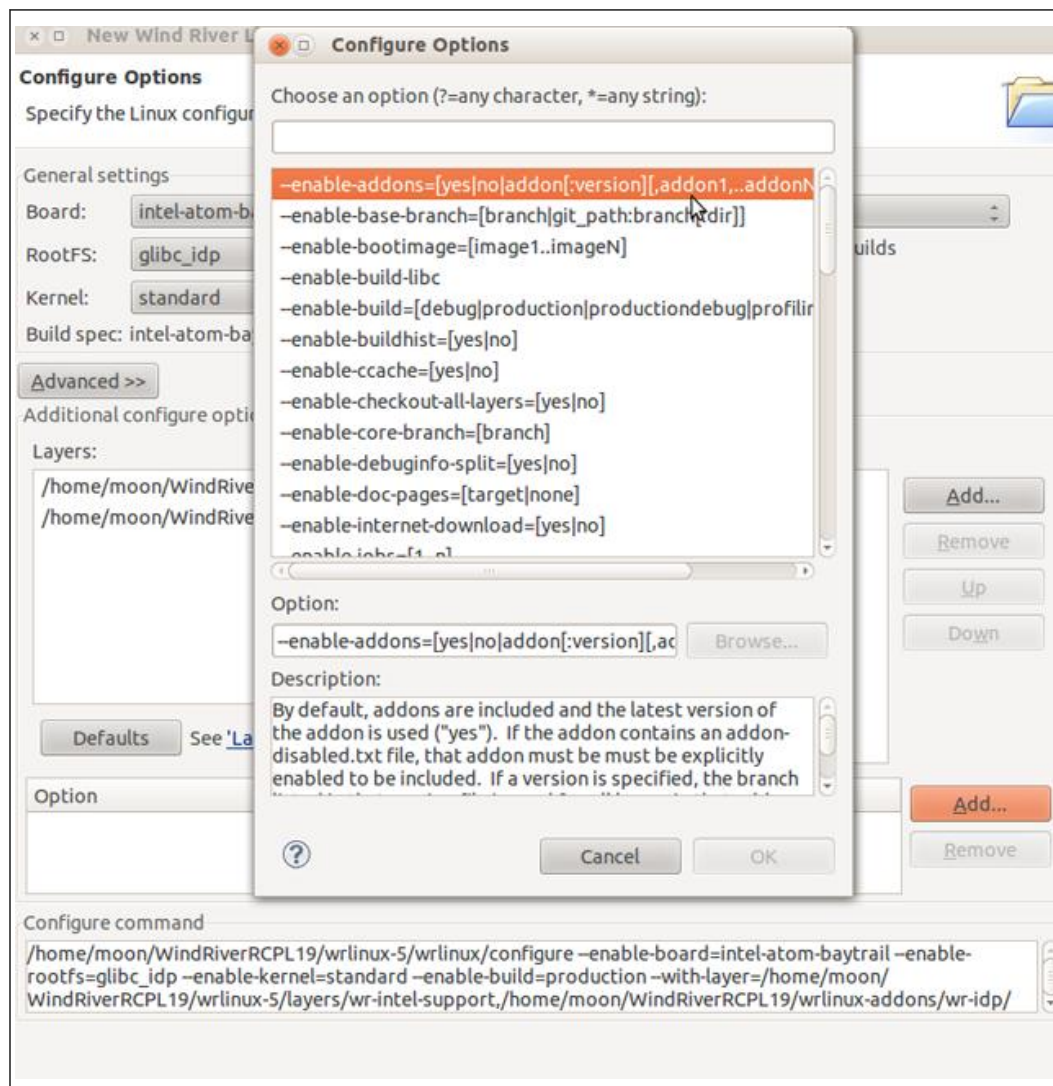 New Wind River L
Configure Options
Specify the Linux configur
General settings
Board: intel-atom-ba
RootFS: glibc_idp
uilds
Kernel: standard
Build spec: intel-atom-ba
Advanced >>
Additional configure optio
Layers:
/home/moon/WindRive
/home/moon/WindRive
Add...
Remove
Up
Down
Defaults See 'La
Option
Add...
Remove
Configure Options
Choose an option (?=any character, *=any string):
--enable-addons=[yes|no|addon[:version][,addon1,..addonN
--enable-base-branch=[branch|git_path:branch[:dir]]
--enable-bootimage=[image1..imageN]
--enable-build-libc
--enable-build=[debug|production|productiondebug|profilin
--enable-buildhist=[yes|no]
--enable-ccache=[yes|no]
--enable-checkout-all-layers=[yes|no]
--enable-core-branch=[branch]
--enable-debuginfo-split=[yes|no]
--enable-doc-pages=[target|none]
--enable-internet-download=[yes|no]
--enable-jobs=[1..n]
Option:
--enable-addons=[yes|no|addon[:version][,ad Browse...
Description:
By default, addons are included and the latest version of
the addon is used ("yes"). If the addon contains an addon-
disabled.txt file, that addon must be must be explicitly
enabled to be included. If a version is specified, the branch
Cancel OK
Configure command
/home/moon/WindRiverRCPL19/wrlinux-5/wrlinux/configure --enable-board=intel-atom-baytrail --enable-
rootfs=glibc_idp --enable-kernel=standard --enable-build=production --with-layer=/home/moon/
WindRiverRCPL19/wrlinux-5/layers/wr-intel-support,/home/moon/WindRiverRCPL19/wrlinux-addons/wr-idp/